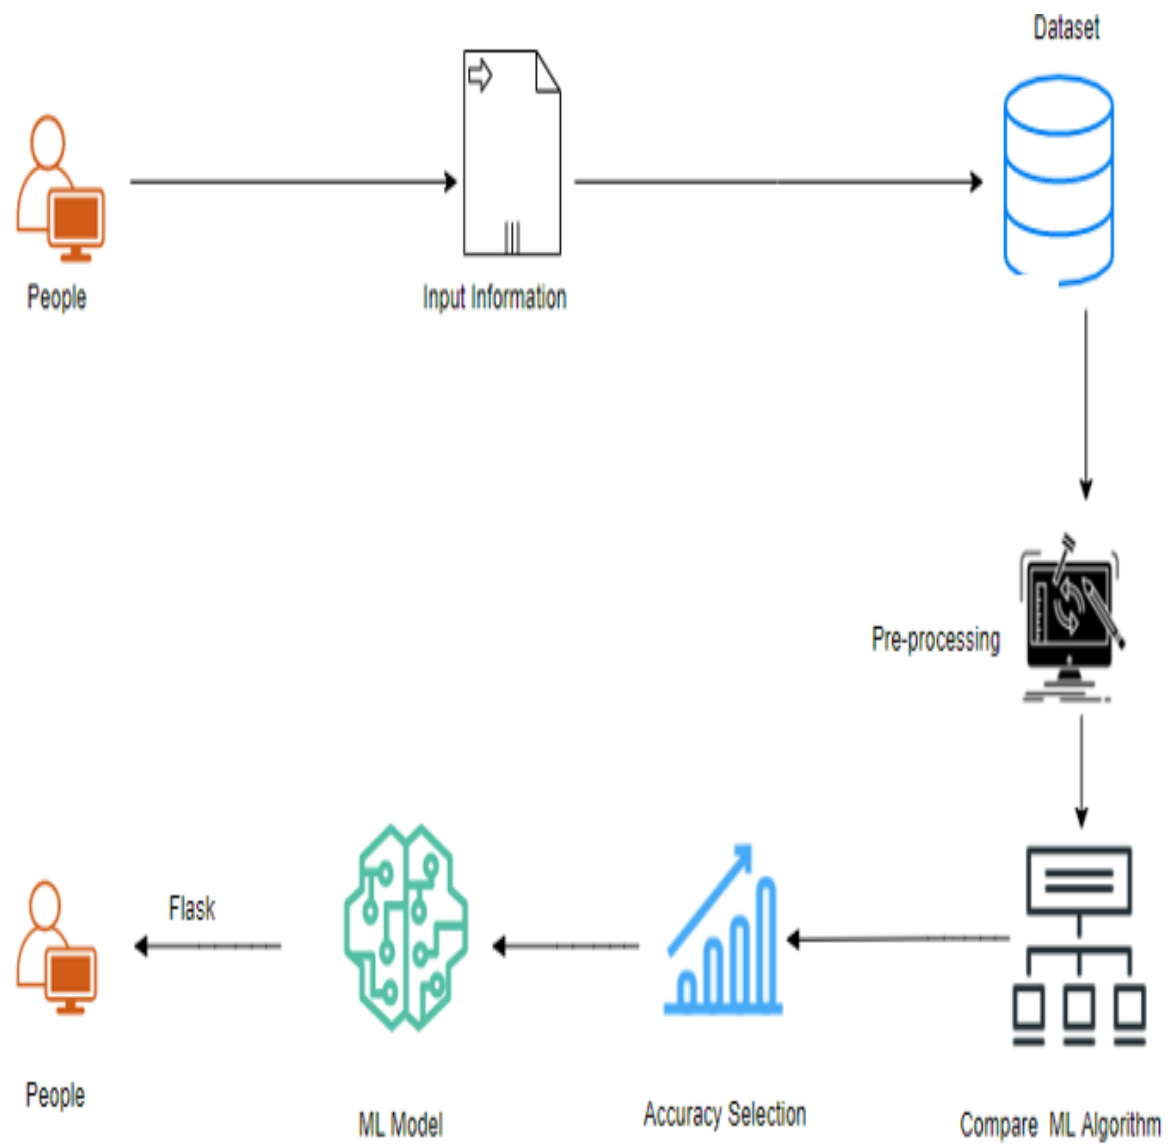 Dataset
People
Input Information
Pre-processing
Flask
People
ML Model
Accuracy Selection
Compare ML Algorithm